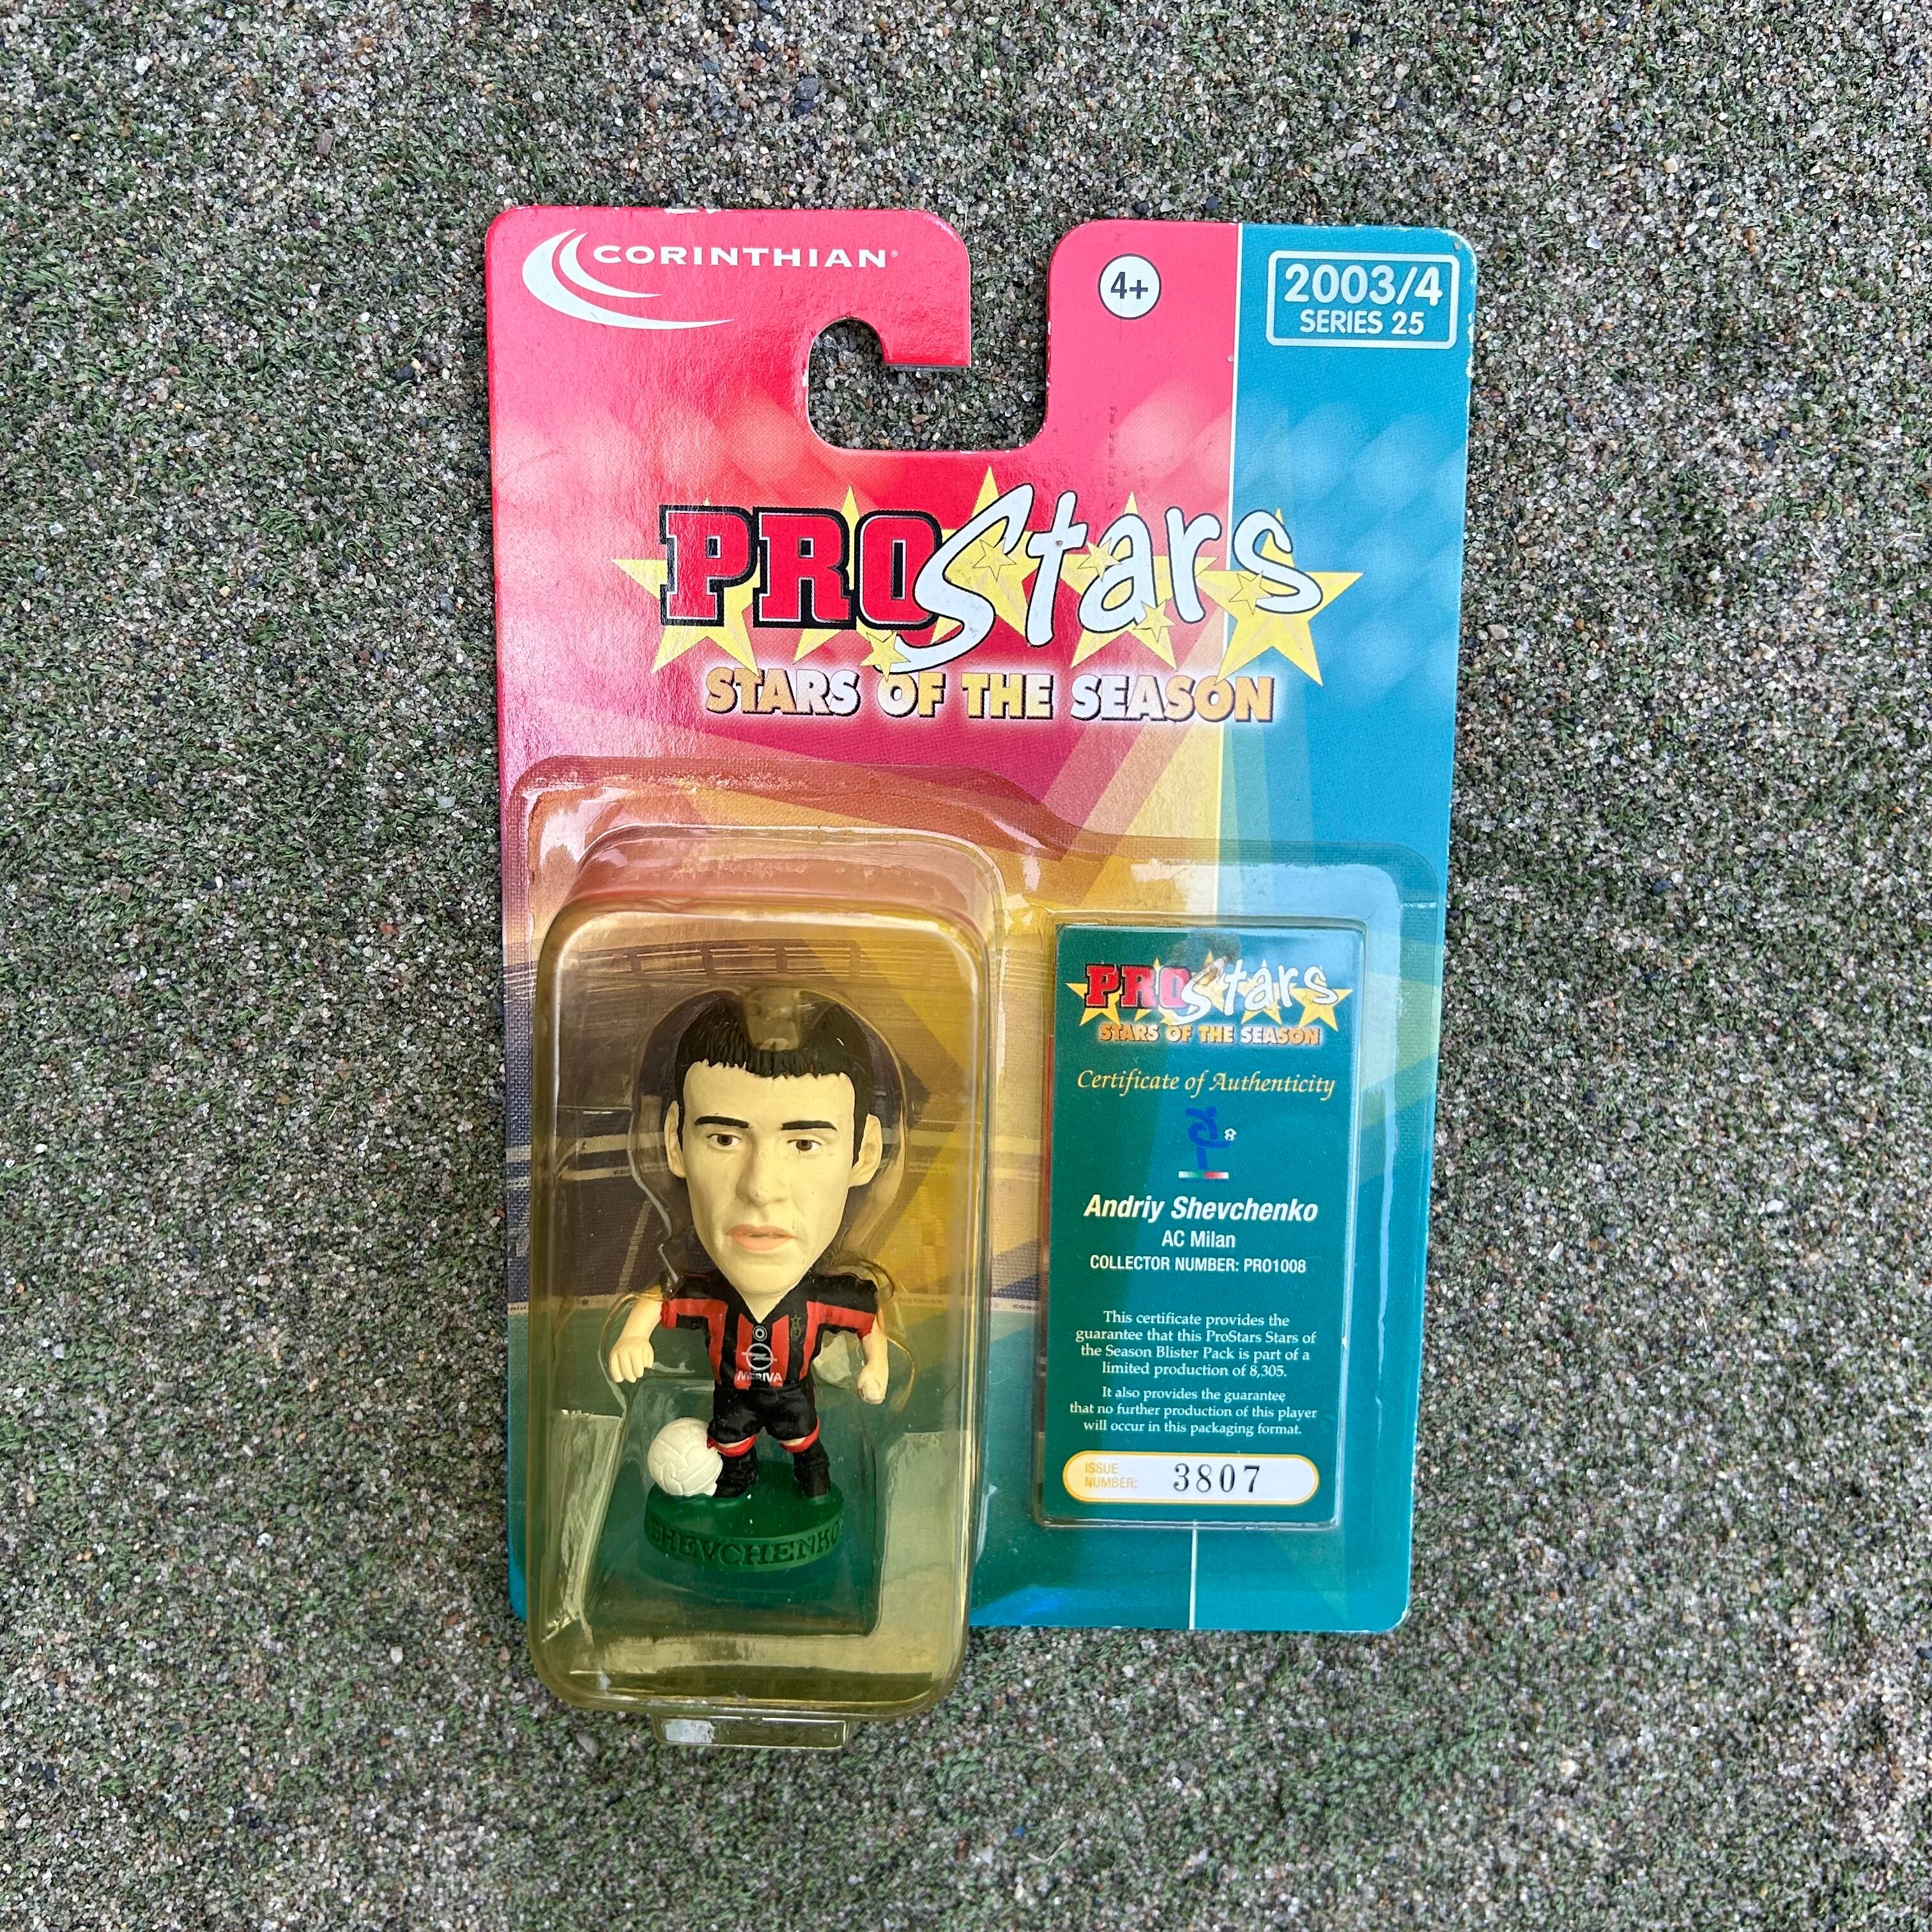 CORINTHIAN®
4+
2003/4
SERIES 25
PROStars
STARS OF THE SEASON
PROStars
STARS OF THE SEASON
Certificate of Authenticity
Andriy Shevchenko
AC Milan
COLLECTOR NUMBER: PRO1008
This certificate provides the
guarantee that this ProStars Stars of
the Season Blister Pack is part of a
limited production of 8,305.
It also provides the guarantee
that no further production of this player
will occur in this packaging format.
ISSUE
NUMBER:
3807
MERIVA
SHEVCHENKO